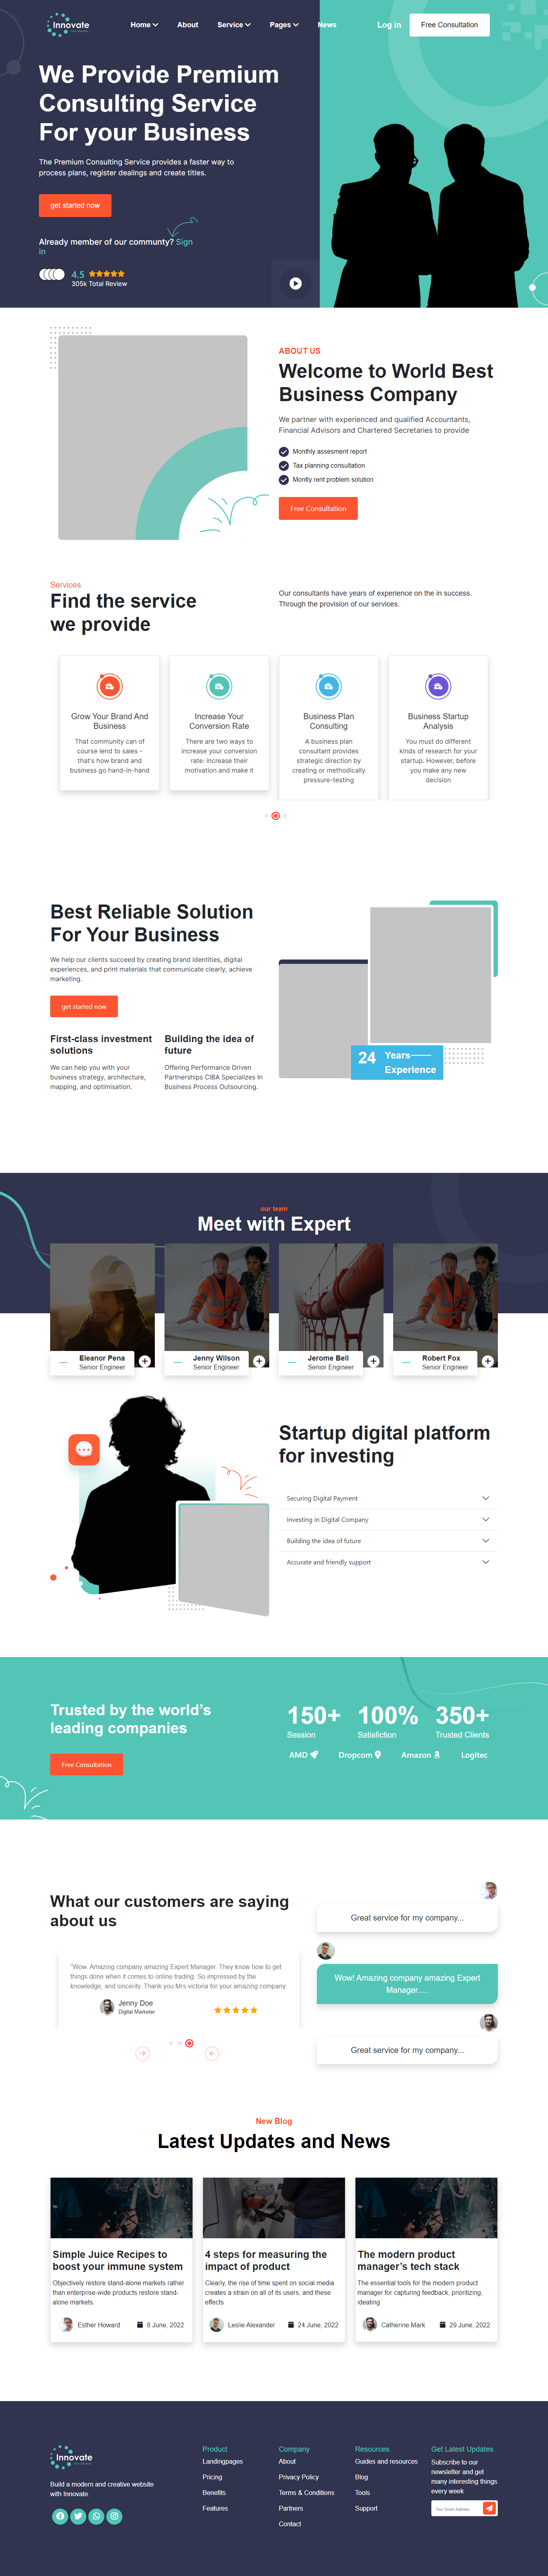 Innovate
Home
About
Service
Pages
News
Log in
Free Consultation
We Provide Premium
Consulting Service
For your Business
The Premium Consulting Service provides a faster way to
process plans, register dealings and create titles.
get started now
Already member of our communty? Sign
in
4.5
305k Total Review
ABOUT US
Welcome to World Best
Business Company
We partner with experienced and qualified Accountants,
Financial Advisors and Chartered Secretaries to provide
Monthly assesment report
Tax planning consultation
Montly rent problem solution
Free Consultation
Services
Find the service
we provide
Our consultants have years of experience on the in success.
Through the provision of our services.
Grow Your Brand And
Business
That community can of
course lend to sales -
that's how brand and
business go hand-in-hand
Increase Your
Conversion Rate
There are two ways to
increase your conversion
rate: increase their
motivation and make it
Business Plan
Consulting
A business plan
consultant provides
strategic direction by
creating or methodically
pressure-testing
Business Startup
Analysis
You must do different
kinds of research for your
startup. However, before
you make any new
decision
Best Reliable Solution
For Your Business
We help our clients succeed by creating brand identities, digital
experiences, and print materials that communicate clearly, achieve
marketing.
get started now
First-class investment
solutions
We can help you with your
business strategy, architecture,
mapping, and optimisation.
Building the idea of
future
Offering Performance Driven
Partnerships CIBA Specializes In
Business Process Outsourcing.
24 Years
Experience
our team
Meet with Expert
Eleanor Pena
Senior Engineer
Jenny Wilson
Senior Engineer
Jerome Bell
Senior Engineer
Robert Fox
Senior Engineer
Startup digital platform
for investing
Securing Digital Payment
Investing in Digital Company
Building the idea of future
Accurate and friendly support
Trusted by the world's
leading companies
Free Consultation
150+
Session
100%
Satisfiction
350+
Trusted Clients
AMD
Dropcom
Amazon
Logitec
What our customers are saying
about us
"Wow. Amazing company amazing Expert Manager. They know how to get
things done when it comes to online trading. So impressed by the
knowledge, and sincerity. Thank you Mrs victoria for your amazing company.
Jenny Doe
Digital Marketer
Great service for my company...
Wow! Amazing company amazing Expert
Manager.....
Great service for my company...
New Blog
Latest Updates and News
Simple Juice Recipes to
boost your immune system
Objectively restore stand-alone markets rather
than enterprise-wide products restore stand-
alone markets
Esther Howard
8 June, 2022
4 steps for measuring the
impact of product
Clearly, the rise of time spent on social media
creates a strain on all of its users, and these
effects
Leslie Alexander
24 June, 2022
The modern product
manager's tech stack
The essential tools for the modern product
manager for capturing feedback, prioritizing,
ideating
Catherine Mark
29 June, 2022
Innovate
Build a modern and creative website
with Innovate.
Product
Landingpages
Pricing
Benefits
Features
Company
About
Privacy Policy
Terms & Conditions
Partners
Contact
Resources
Guides and resources
Blog
Tools
Support
Get Latest Updates
Subscribe to our
newsletter and get
many interesting things
every week
Your Email Address